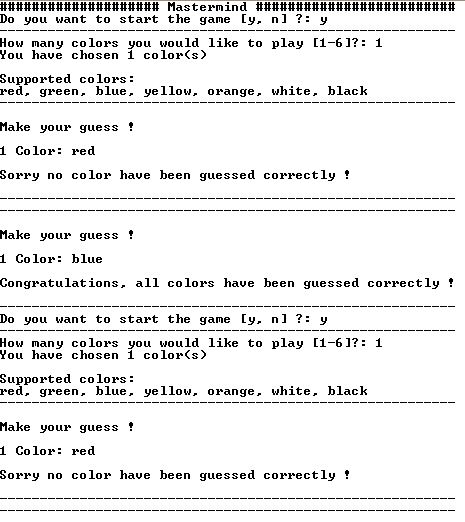 #################### Mastermind #########################
Do you want to start the game [y, n] ?: y
---------------------------------------------------------
How many colors you would like to play [1-6]?: 1
You have chosen 1 color(s)
Supported colors:
red, green, blue, yellow, orange, white, black
---------------------------------------------------------
Make your guess !
1 Color: red
Sorry no color have been guessed correctly !
---------------------------------------------------------
---------------------------------------------------------
Make your guess !
1 Color: blue
Congratulations, all colors have been guessed correctly !
---------------------------------------------------------
Do you want to start the game [y, n] ?: y
---------------------------------------------------------
How many colors you would like to play [1-6]?: 1
You have chosen 1 color(s)
Supported colors:
red, green, blue, yellow, orange, white, black
---------------------------------------------------------
Make your guess !
1 Color: red
Sorry no color have been guessed correctly !
---------------------------------------------------------
---------------------------------------------------------